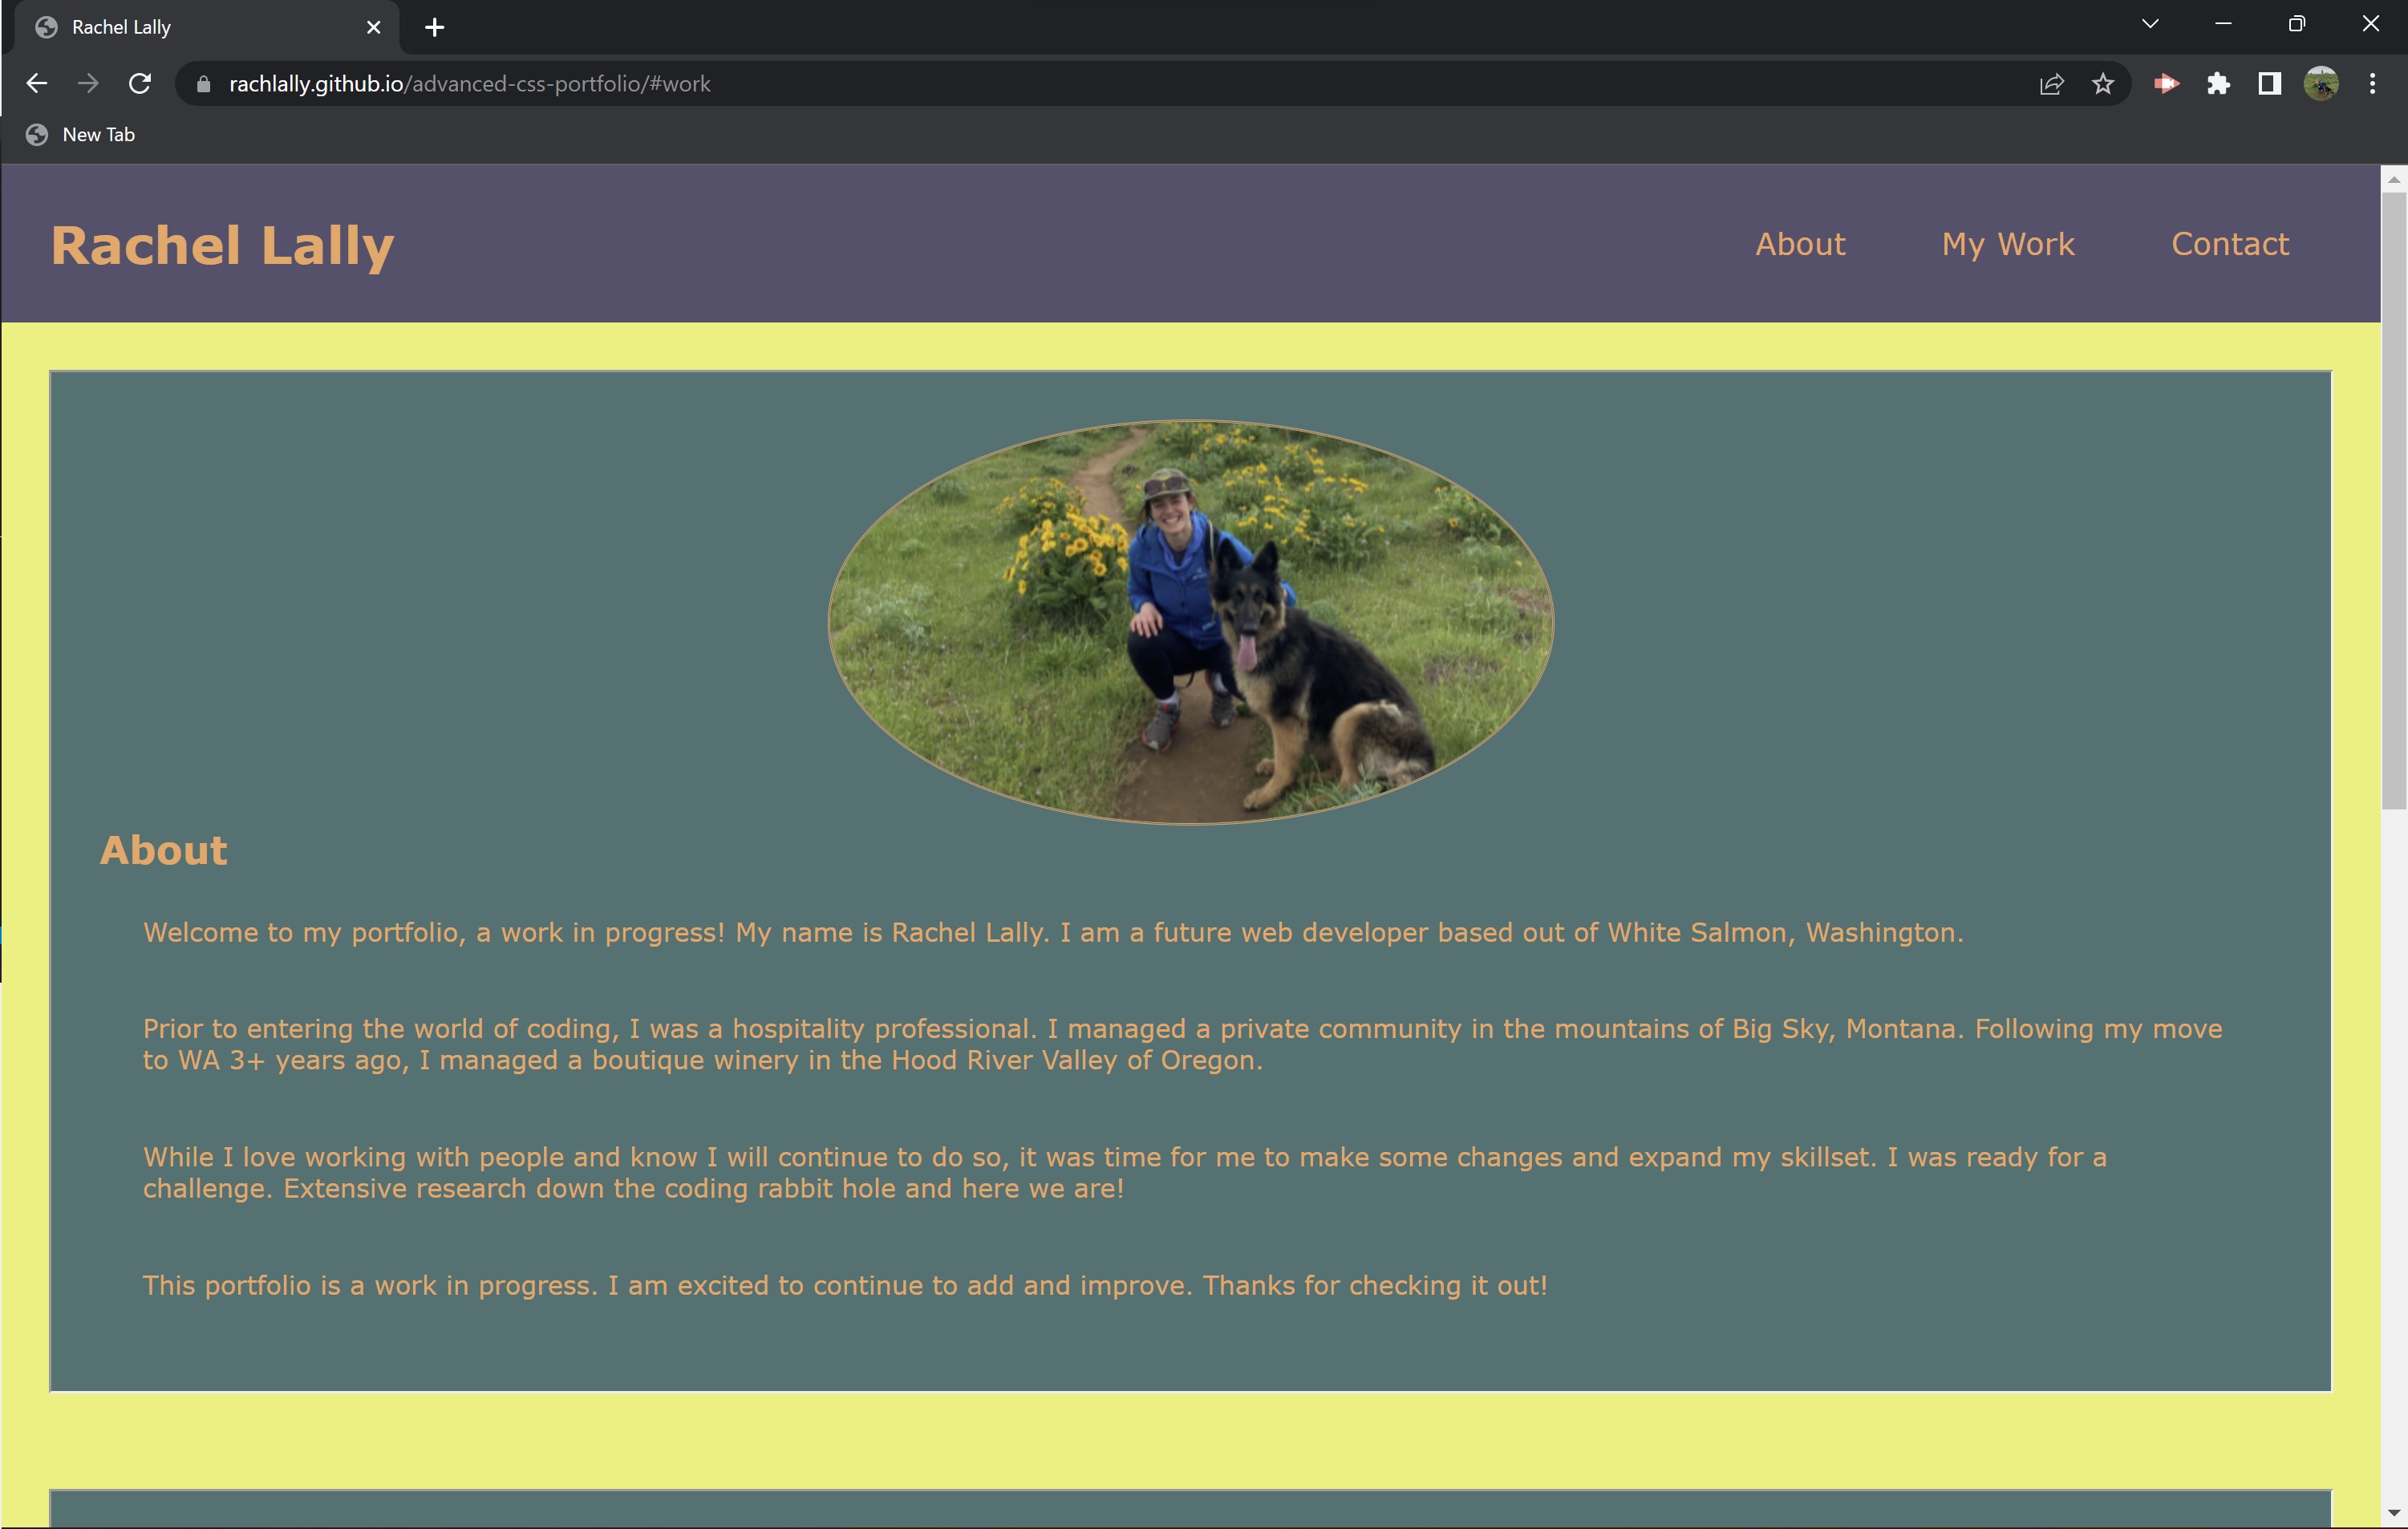 Rachel Lally
rachlally.github.io/advanced-css-portfolio/#work
New Tab
Rachel Lally
About My Work Contact
About
Welcome to my portfolio, a work in progress! My name is Rachel Lally. I am a future web developer based out of White Salmon, Washington.
Prior to entering the world of coding, I was a hospitality professional. I managed a private community in the mountains of Big Sky, Montana. Following my move
to WA 3+ years ago, I managed a boutique winery in the Hood River Valley of Oregon.
While I love working with people and know I will continue to do so, it was time for me to make some changes and expand my skillset. I was ready for a
challenge. Extensive research down the coding rabbit hole and here we are!
This portfolio is a work in progress. I am excited to continue to add and improve. Thanks for checking it out!